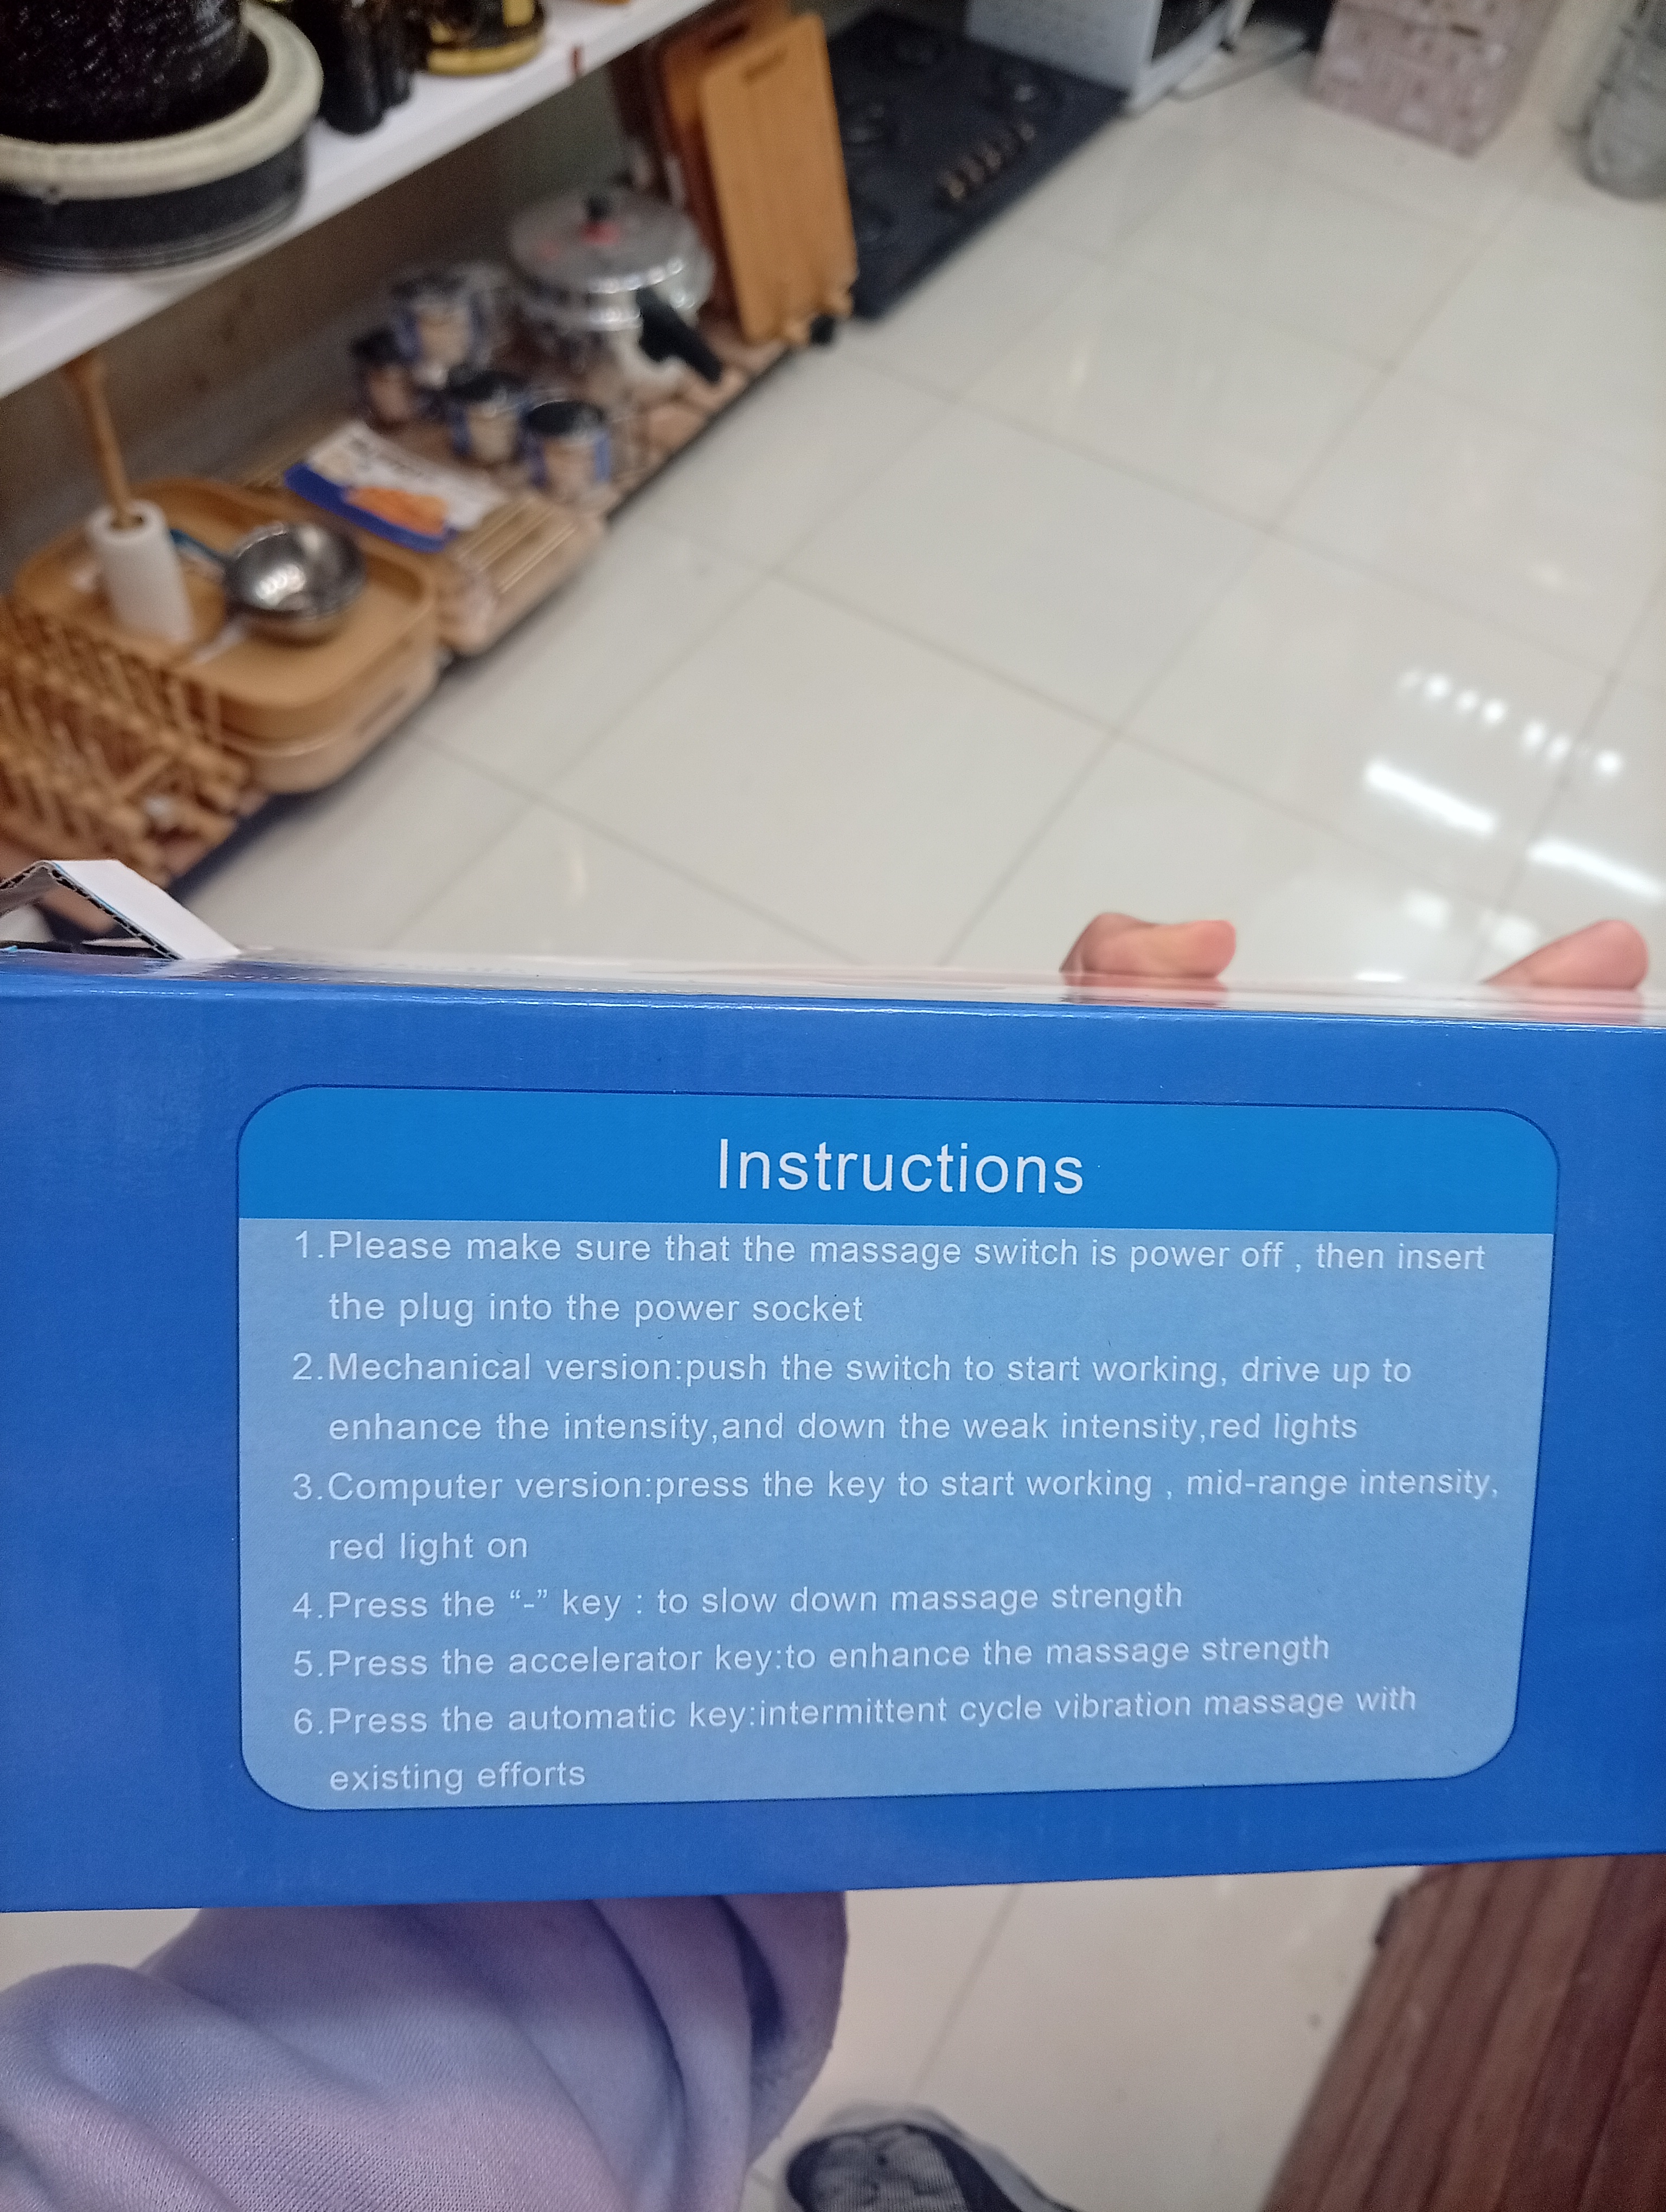 Instructions
1.Please make sure that the massage switch is power off , then insert
the plug into the power socket
2.Mechanical version:push the switch to start working, drive up to
enhance the intensity,and down the weak intensity,red lights
3.Computer version:press the key to start working , mid-range intensity,
red light on
4.Press the “-” key : to slow down massage strength
5.Press the accelerator key:to enhance the massage strength
6.Press the automatic key:intermittent cycle vibration massage with
existing efforts